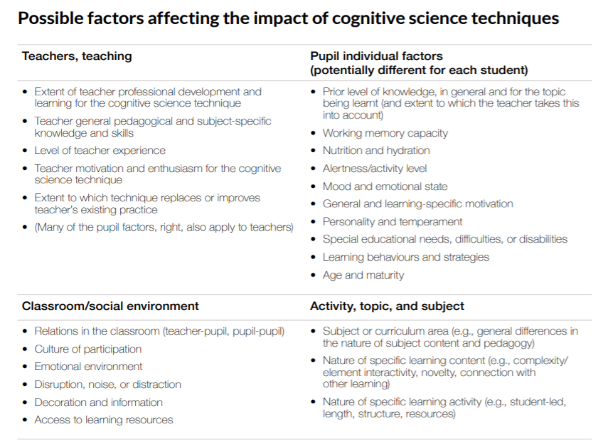 Possible factors affecting the impact of cognitive science techniques
Teachers, teaching
• Extent of teacher professional development and
learning for the cognitive science technique
• Teacher general pedagogical and subject-specific
knowledge and skills
• Level of teacher experience
• Teacher motivation and enthusiasm for the cognitive
science technique
• Extent to which technique replaces or improves
teacher's existing practice
• (Many of the pupil factors, right, also apply to teachers)
Pupil individual factors
(potentially different for each student)
• Prior level of knowledge, in general and for the topic
being learnt (and extent to which the teacher takes this
into account)
• Working memory capacity
• Nutrition and hydration
• Alertness/activity level
• Mood and emotional state
• General and learning-specific motivation
• Personality and temperament
• Special educational needs, difficulties, or disabilities
• Learning behaviours and strategies
• Age and maturity
Classroom/social environment
• Relations in the classroom (teacher-pupil, pupil-pupil)
• Culture of participation
• Emotional environment
• Disruption, noise, or distraction
• Decoration and information
• Access to learning resources
Activity, topic, and subject
• Subject or curriculum area (e.g., general differences in
the nature of subject content and pedagogy)
• Nature of specific learning content (e.g., complexity/
element interactivity, novelty, connection with
other learning)
• Nature of specific learning activity (e.g., student-led,
length, structure, resources)